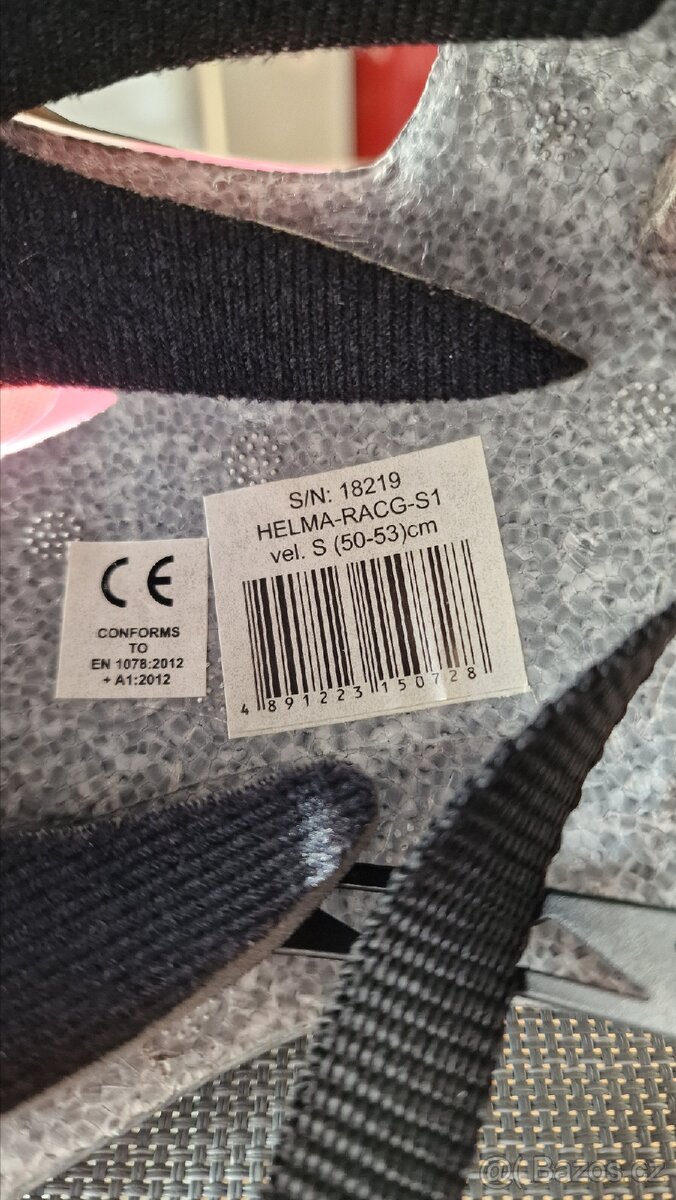 S/N: 18219
HELMA-RACG-S1
vel. S (50-53)cm
4 891223 150728
CE
CONFORMS
TO
EN 1078:2012
+ A1:2012
@( Bazos.cz